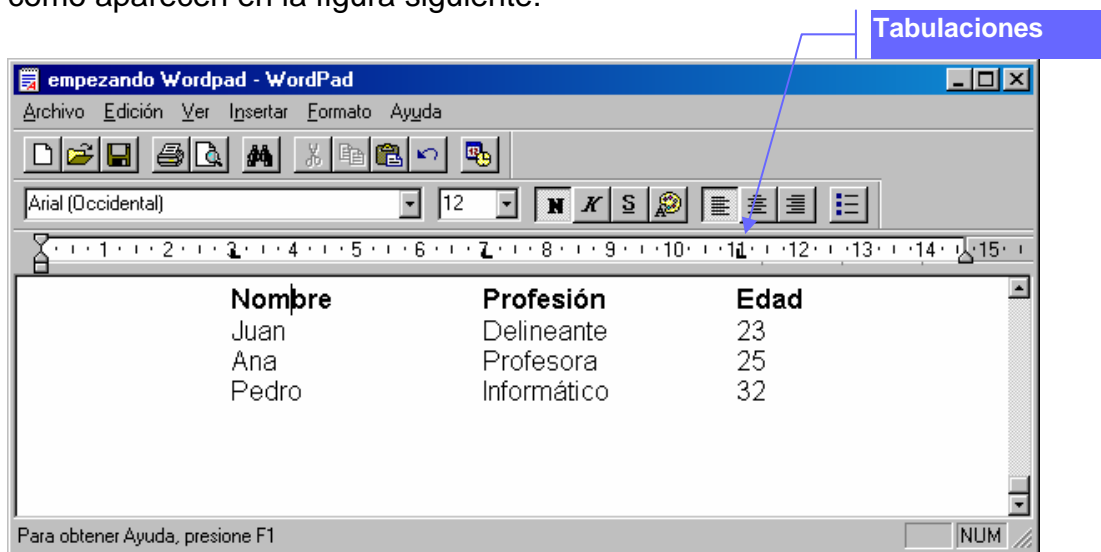 como aparecen en la figura siguiente.
Tabulaciones
empezando Wordpad - WordPad
Archivo Edición Ver Insertar Formato Ayuda
Arial (Occidental) 12 N K S
1 2 3 4 5 6 7 8 9 10 11 12 13 14 15
Nombre Profesión Edad
Juan Delineante 23
Ana Profesora 25
Pedro Informático 32
Para obtener Ayuda, presione F1 NUM